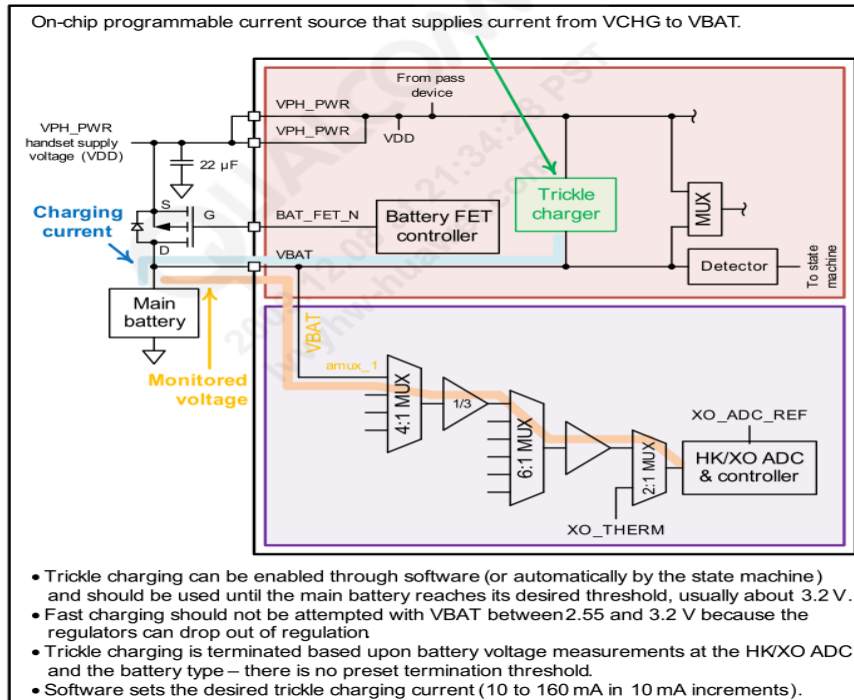 On-chip programmable current source that supplies current from VCHG to VBAT.
From pass
device
VPH_PWR
VPH_PWR
handset supply
voltage (VDD)
VPH_PWR
VDD
22 µF
Trickle
charger
MUX
S
G
D
Charging
current
BAT_FET_N
Battery FET
controller
VBAT
Detector
To state
machine
Main
battery
VBAT
Monitored
voltage
amux_1
4:1 MUX
1/3
6:1 MUX
2:1 MUX
XO_ADC_REF
HK/XO ADC
& controller
XO_THERM
• Trickle charging can be enabled through software (or automatically by the state machine)
and should be used until the main battery reaches its desired threshold, usually about 3.2 V.
• Fast charging should not be attempted with VBAT between 2.55 and 3.2 V because the
regulators can drop out of regulation.
• Trickle charging is terminated based upon battery voltage measurements at the HK/XO ADC
and the battery type – there is no preset termination threshold.
• Software sets the desired trickle charging current (10 to 160 mA in 10 mA increments).